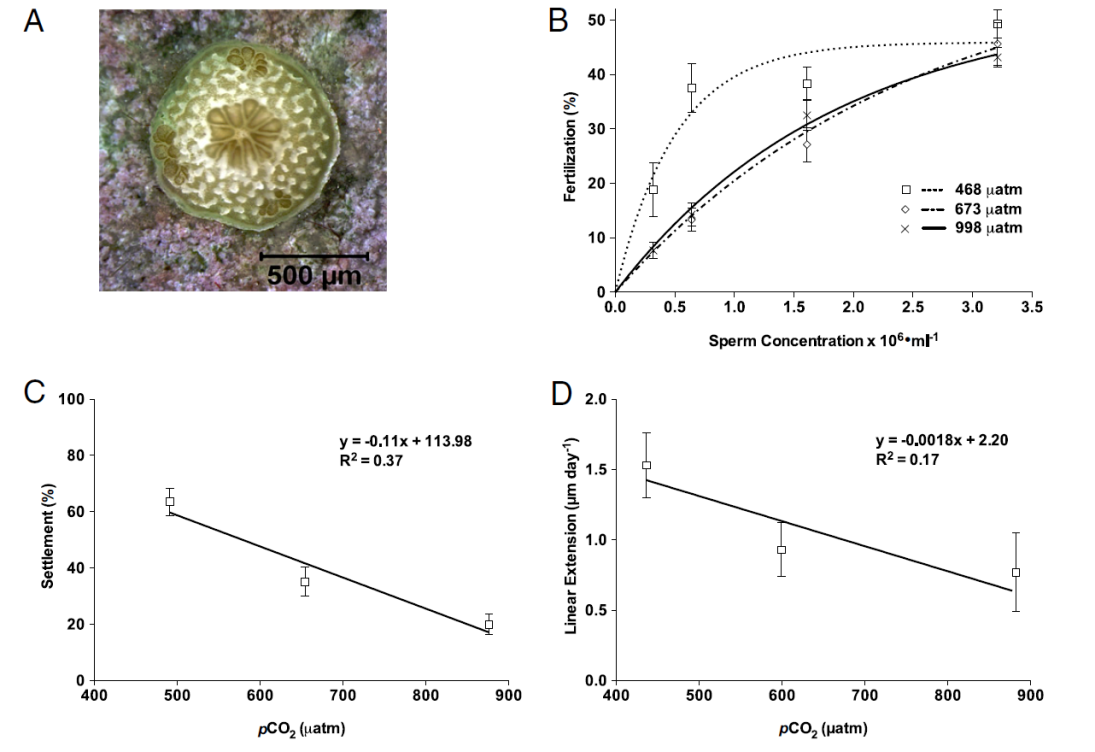 A
500 µm
B
Fertilization (%)
50
40
30
20
10
0
0.0 0.5 1.0 1.5 2.0 2.5 3.0 3.5
Sperm Concentration x 10⁶•ml⁻¹
468 µatm
673 µatm
998 µatm
C
Settlement (%)
100
80
60
40
20
0
400 500 600 700 800 900
pCO₂ (µatm)
y = -0.11x + 113.98
R² = 0.37
D
Linear Extension (µm day⁻¹)
2.0
1.5
1.0
0.5
0.0
400 500 600 700 800 900
pCO₂ (µatm)
y = -0.0018x + 2.20
R² = 0.17